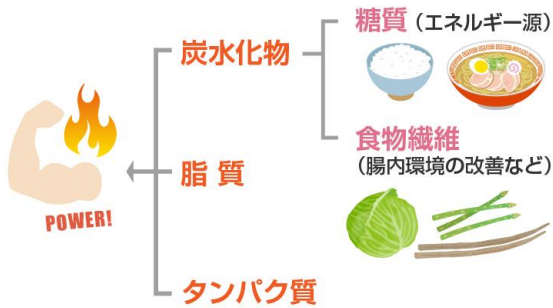 炭水化物
糖質(エネルギー源)
食物繊維
(腸内環境の改善など)
脂質
POWER!
タンパク質